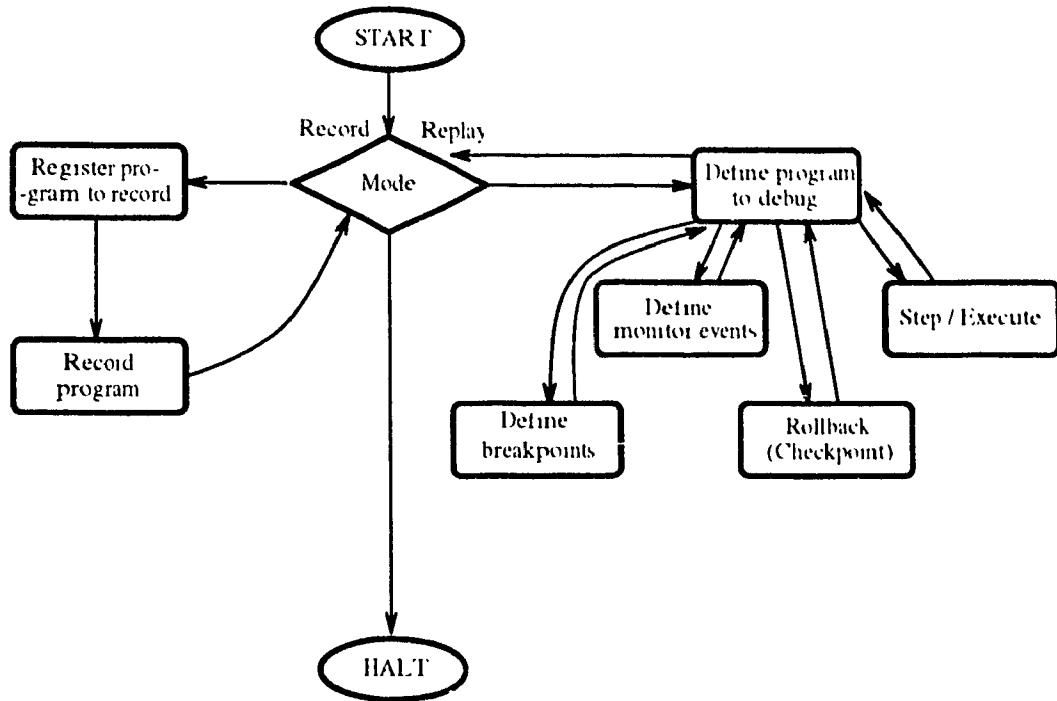 START
Record
Replay
Mode
Register pro-
-gram to record
Record
program
Define program
to debug
Define
monitor events
Step / Execute
Define
breakpoints
Rollback
(Checkpoint)
HALT